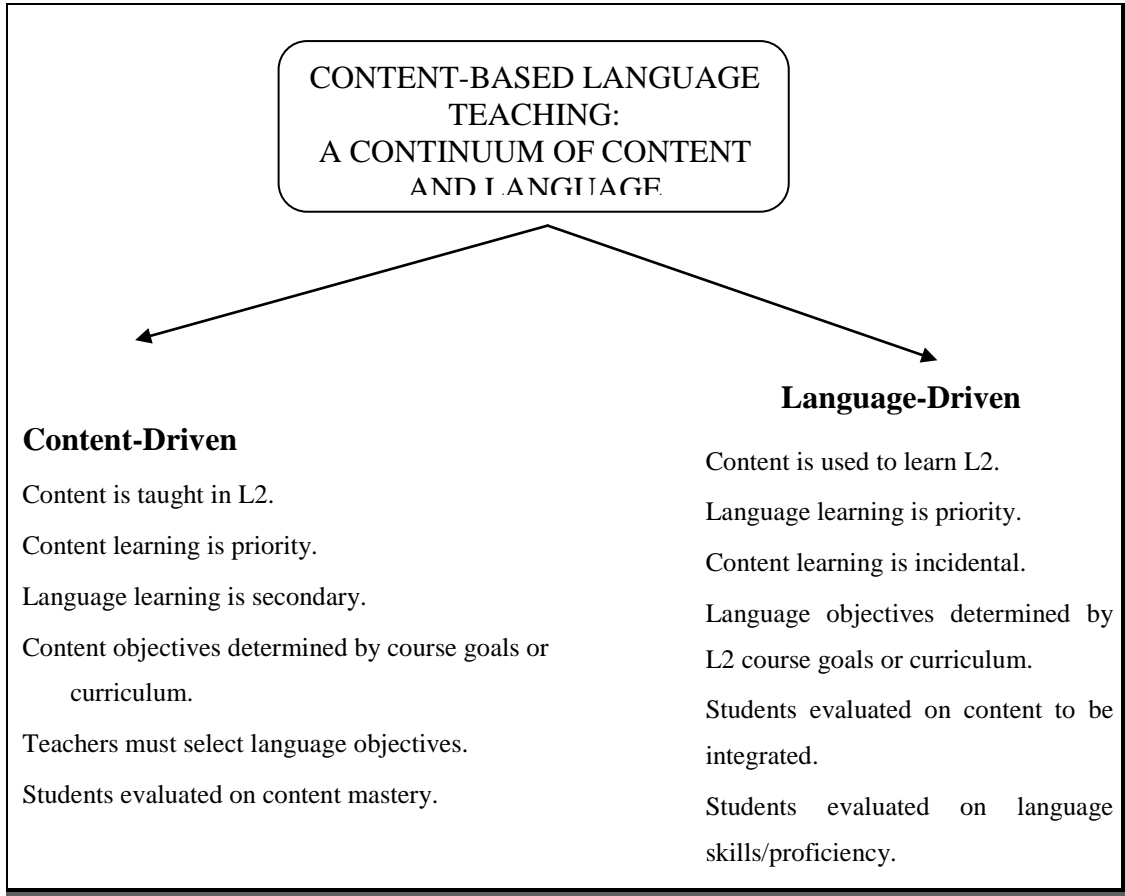 CONTENT-BASED LANGUAGE
TEACHING:
A CONTINUUM OF CONTENT
AND LANGUAGE
Content-Driven
Content is taught in L2.
Content learning is priority.
Language learning is secondary.
Content objectives determined by course goals or
curriculum.
Teachers must select language objectives.
Students evaluated on content mastery.
Language-Driven
Content is used to learn L2.
Language learning is priority.
Content learning is incidental.
Language objectives determined by
L2 course goals or curriculum.
Students evaluated on content to be
integrated.
Students evaluated on language
skills/proficiency.